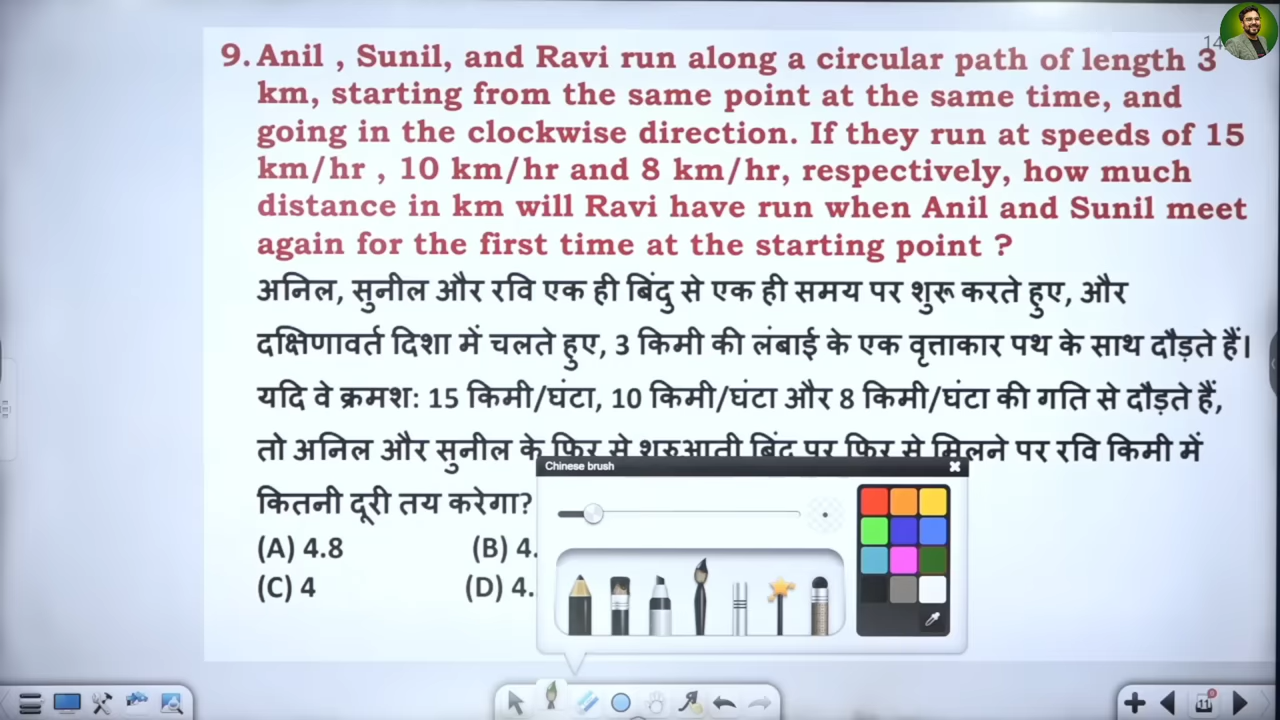 14
9. Anil , Sunil, and Ravi run along a circular path of length 3
km, starting from the same point at the same time, and
going in the clockwise direction. If they run at speeds of 15
km/hr , 10 km/hr and 8 km/hr, respectively, how much
distance in km will Ravi have run when Anil and Sunil meet
again for the first time at the starting point ?
अनिल, सुनील और रवि एक ही बिंदु से एक ही समय पर शुरू करते हुए, और
दक्षिणावर्त दिशा में चलते हुए, 3 किमी की लंबाई के एक वृत्ताकार पथ के साथ दौड़ते हैं।
यदि वे क्रमश: 15 किमी/घंटा, 10 किमी/घंटा और 8 किमी/घंटा की गति से दौड़ते हैं,
तो अनिल और सुनील के फिर से शुरुआती बिंदु पर फिर से मिलने पर रवि किमी में
Chinese brush
कितनी दूरी तय करेगा?
(A) 4.8 (B) 4.
(C) 4 (D) 4.
11